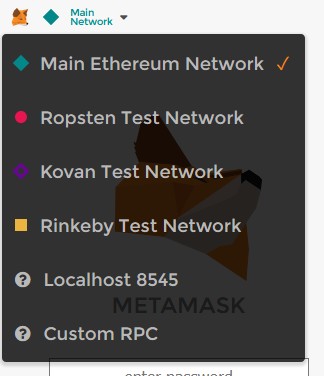 Main
Network
Main Ethereum Network
Ropsten Test Network
Kovan Test Network
Rinkeby Test Network
Localhost 8545
METAMASK
Custom RPC
enter password